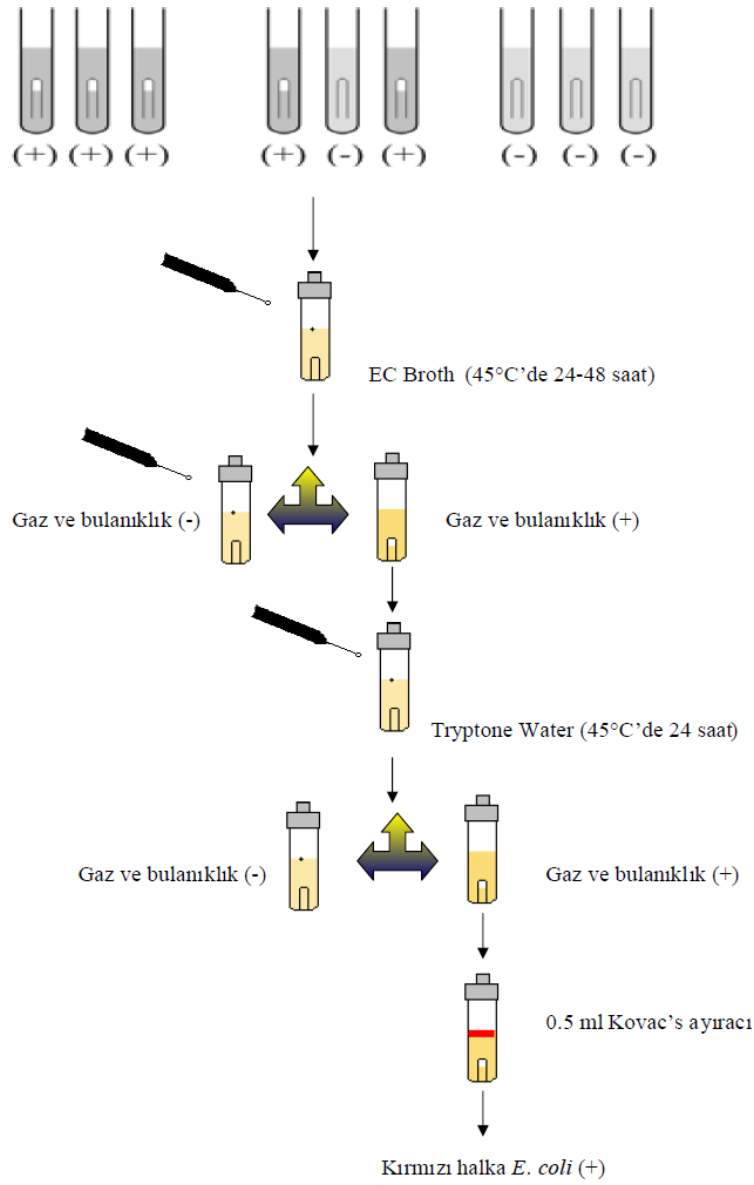 (+) (+) (+) (+) (-) (+) (-) (-) (-)
EC Broth (45°C'de 24-48 saat)
Gaz ve bulanıklık (-) Gaz ve bulanıklık (+)
Tryptone Water (45°C'de 24 saat)
Gaz ve bulanıklık (-) Gaz ve bulanıklık (+)
0.5 ml Kovac's ayıracı
Kırmızı halka E. coli (+)